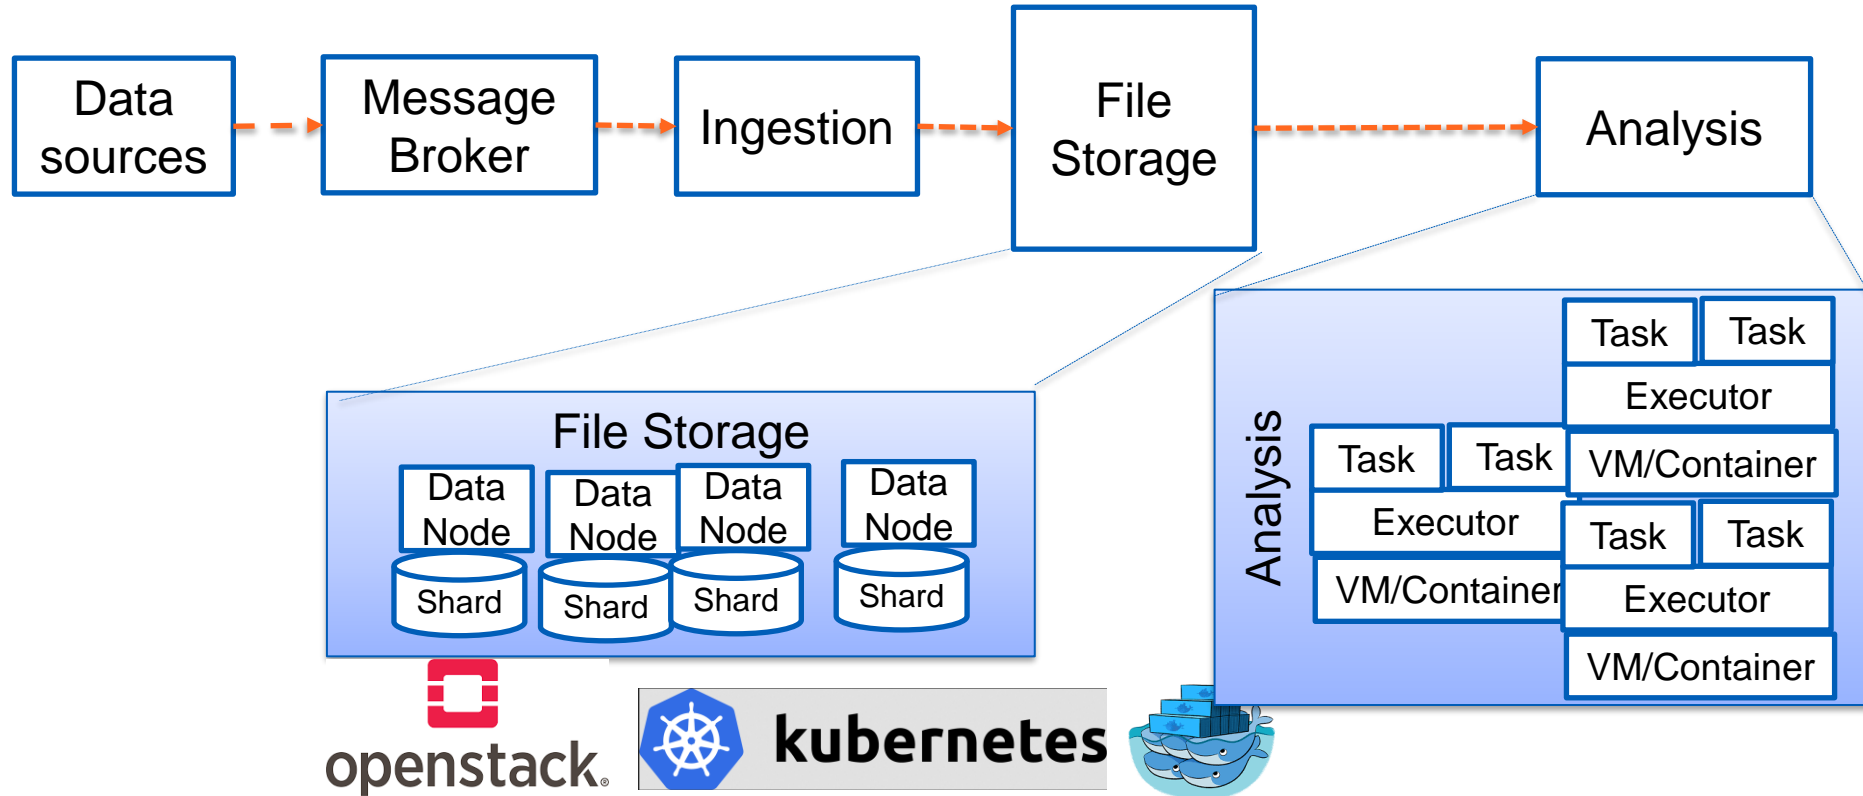 Data
sources
Message
Broker
Ingestion
File
Storage
Analysis
File Storage
Data
Node
Shard
Data
Node
Shard
Data
Node
Shard
Data
Node
Shard
Analysis
Task
Task
Executor
VM/Container
Task
Task
Executor
VM/Container
Task
Task
Executor
VM/Container
openstack.
kubernetes